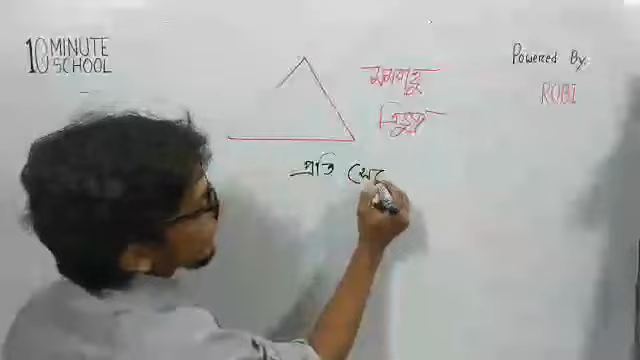 10 MINUTE
SCHOOL
Powered By:
ROBI
সমবাহু
ত্রিভুজ
প্রতি সে